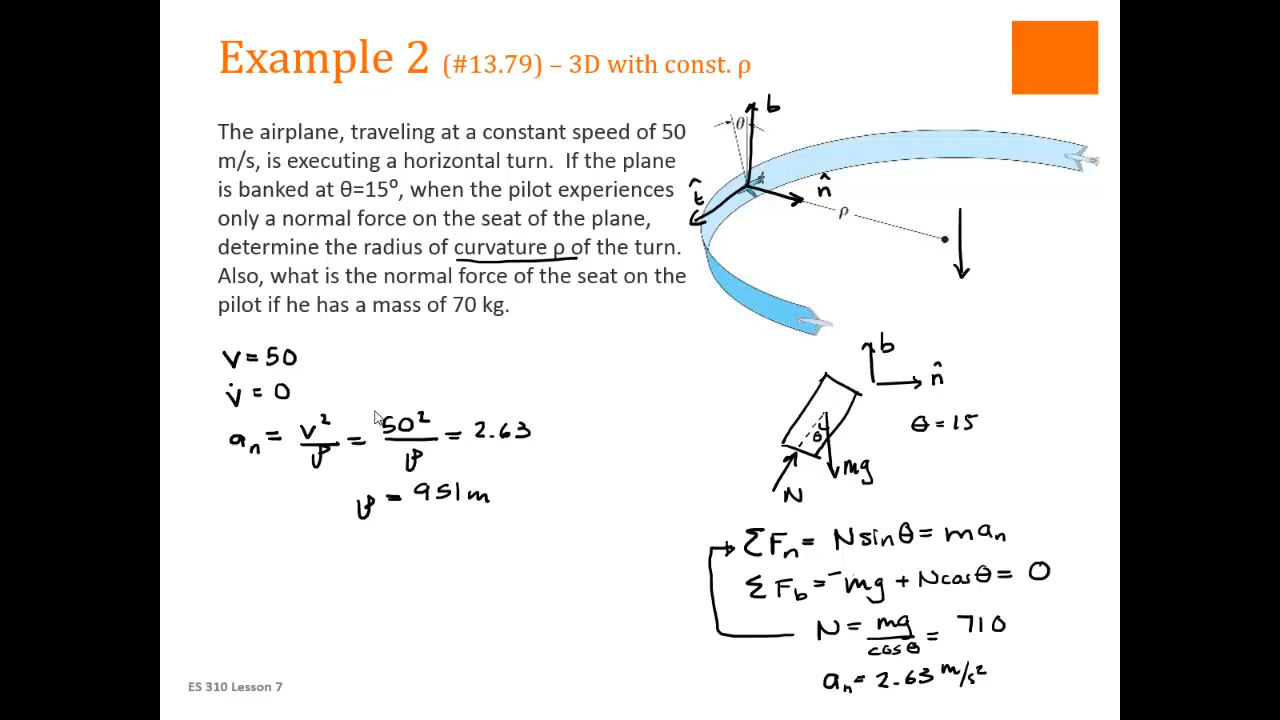 Example 2 (#13.79) – 3D with const. ρ
The airplane, traveling at a constant speed of 50
m/s, is executing a horizontal turn. If the plane
is banked at θ=15º, when the pilot experiences
only a normal force on the seat of the plane,
determine the radius of curvature ρ of the turn.
Also, what is the normal force of the seat on the
pilot if he has a mass of 70 kg.
b
θ
t̂
n̂
ρ
v = 50
v̇ = 0
aₙ = v²/ρ = 50²/ρ = 2.63
ρ = 951 m
b
n̂
θ = 15
θ
mg
N
ΣFₙ = N sin θ = m aₙ
ΣF_b = -mg + N cos θ = 0
N = mg/cos θ = 710
aₙ = 2.63 m/s²
ES 310 Lesson 7